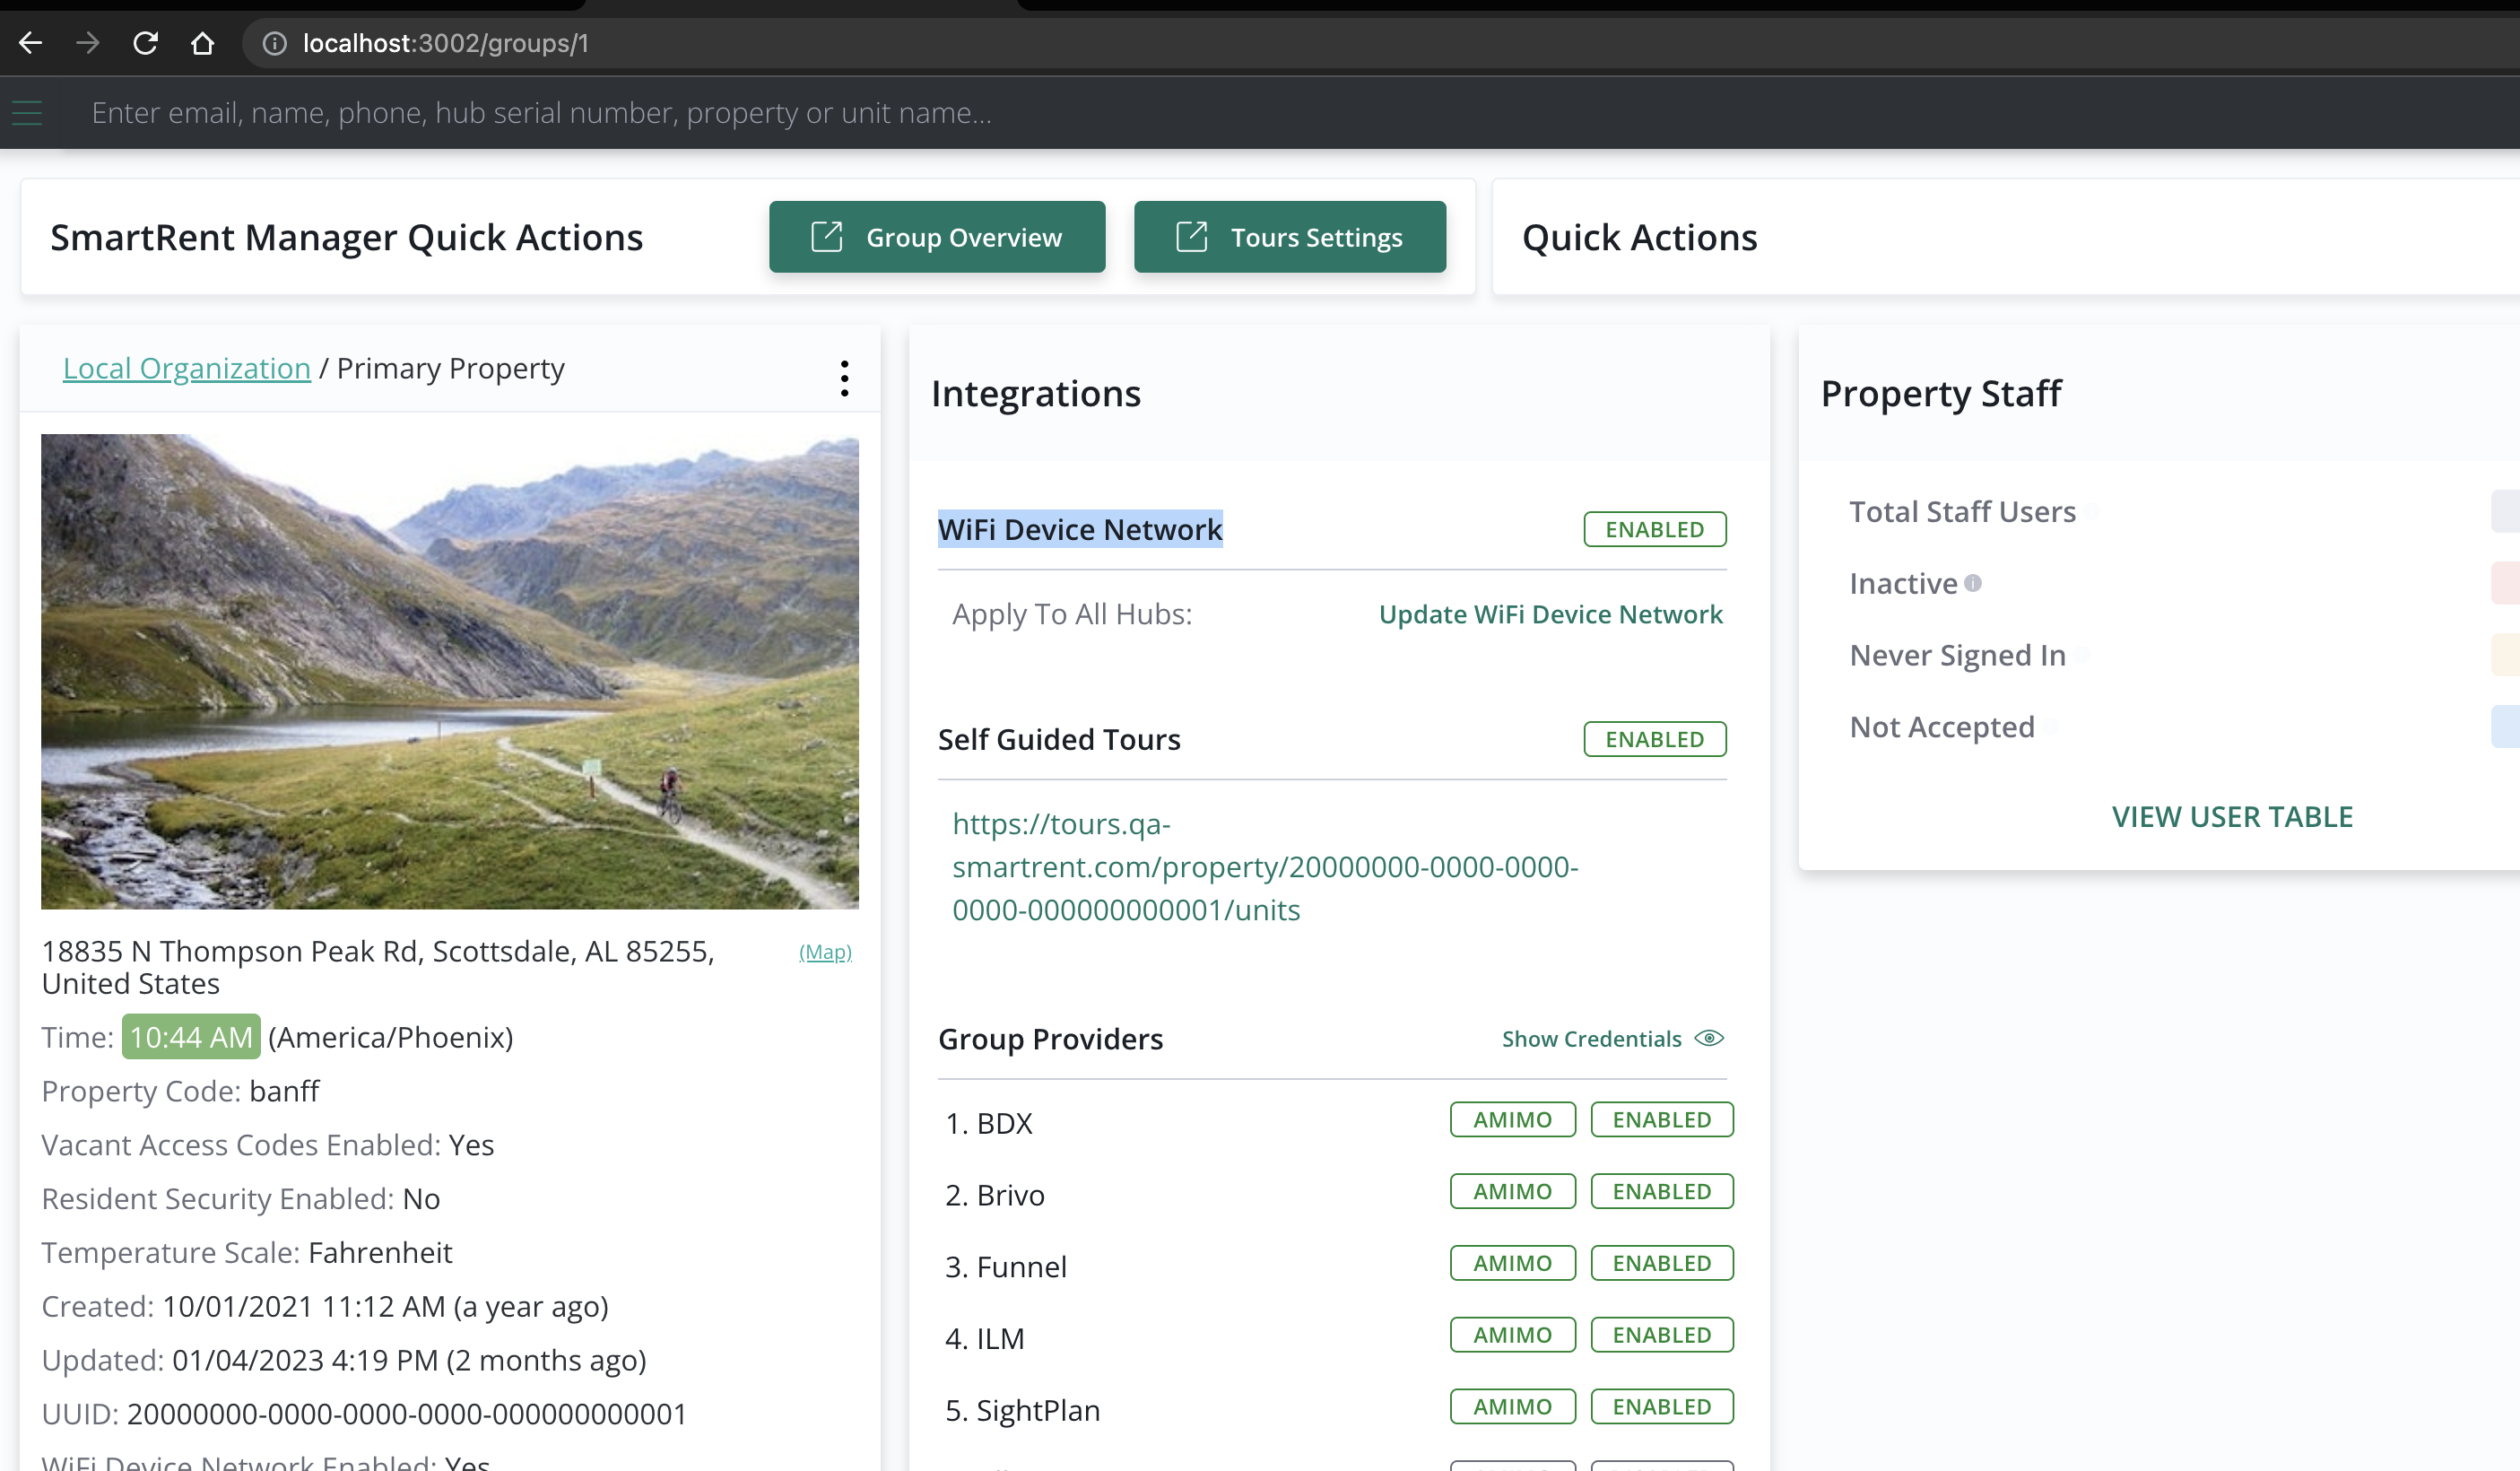 localhost:3002/groups/1
Enter email, name, phone, hub serial number, property or unit name...
SmartRent Manager Quick Actions
Group Overview
Tours Settings
Quick Actions
Local Organization / Primary Property
18835 N Thompson Peak Rd, Scottsdale, AL 85255,
United States
(Map)
Time: 10:44 AM (America/Phoenix)
Property Code: banff
Vacant Access Codes Enabled: Yes
Resident Security Enabled: No
Temperature Scale: Fahrenheit
Created: 10/01/2021 11:12 AM (a year ago)
Updated: 01/04/2023 4:19 PM (2 months ago)
UUID: 20000000-0000-0000-0000-000000000001
WiFi Device Network Enabled: Yes
Integrations
WiFi Device Network ENABLED
Apply To All Hubs: Update WiFi Device Network
Self Guided Tours ENABLED
https://tours.qa-
smartrent.com/property/20000000-0000-0000-
0000-000000000001/units
Group Providers Show Credentials
1. BDX AMIMO ENABLED
2. Brivo AMIMO ENABLED
3. Funnel AMIMO ENABLED
4. ILM AMIMO ENABLED
5. SightPlan AMIMO ENABLED
Property Staff
Total Staff Users
Inactive
Never Signed In
Not Accepted
VIEW USER TABLE